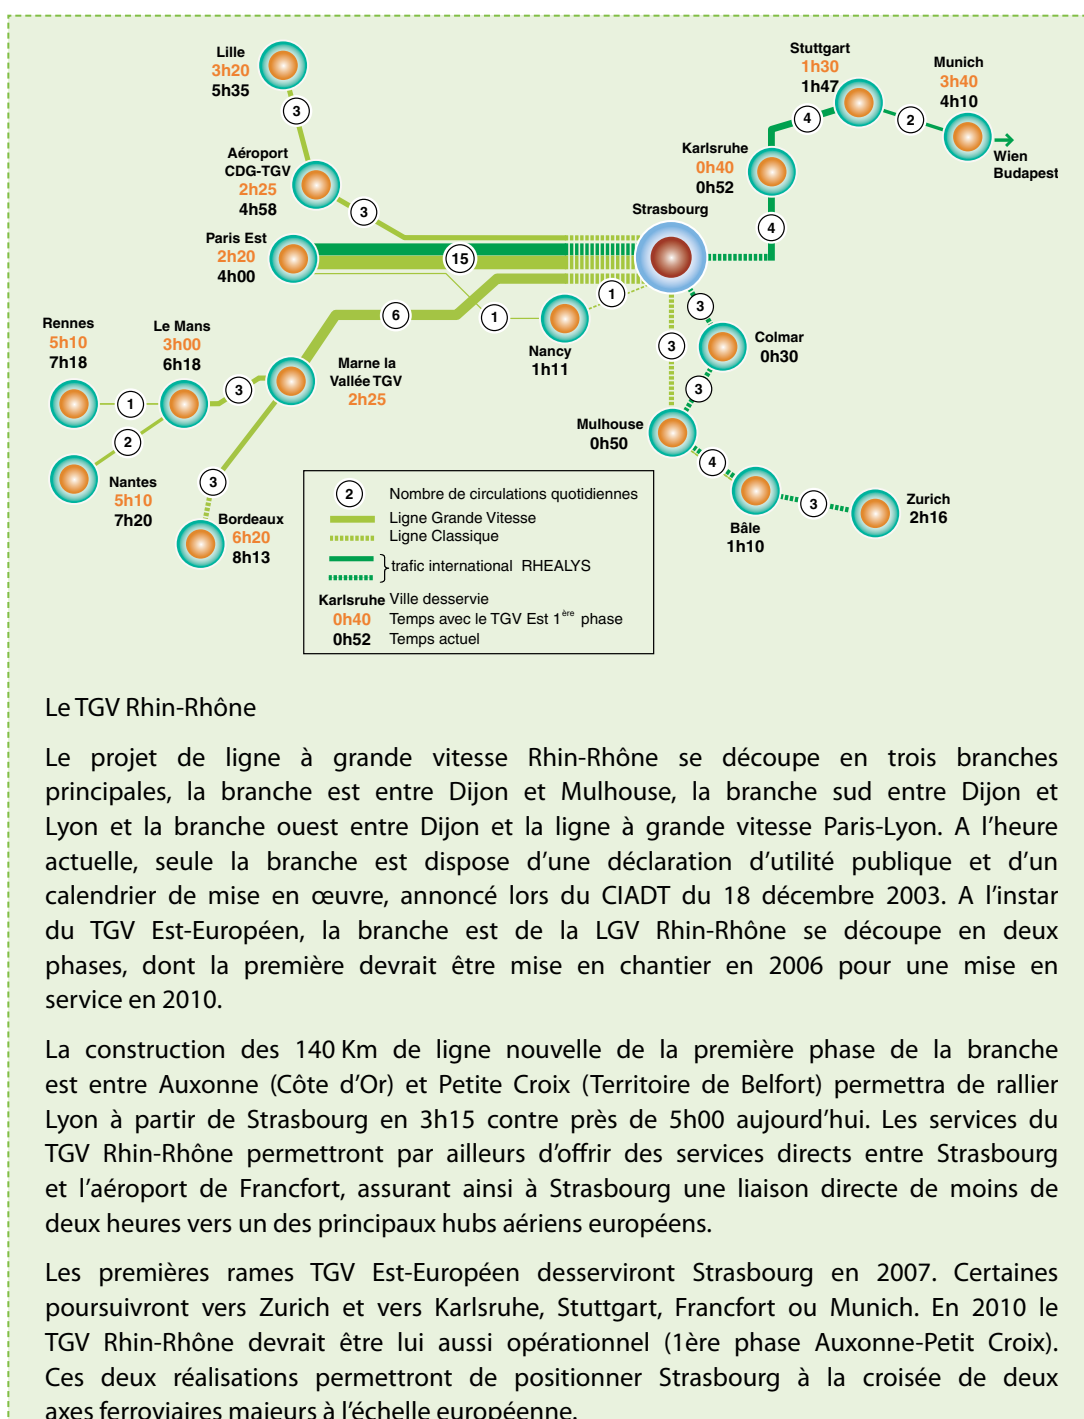 Lille
3h20
5h35
3
Aéroport
CDG-TGV
2h25
4h58
3
Paris Est
2h20
4h00
15
Strasbourg
Stuttgart
1h30
1h47
Munich
3h40
4h10
4
2
Karlsruhe
0h40
0h52
Wien
Budapest
4
6
1
1
Nancy
1h11
Rennes
5h10
7h18
Le Mans
3h00
6h18
Marne la
Vallée TGV
2h25
1
3
2
Nantes
5h10
7h20
3
Bordeaux
6h20
8h13
3
Colmar
0h30
3
3
Mulhouse
0h50
4
Bâle
1h10
3
Zurich
2h16
2 Nombre de circulations quotidiennes
Ligne Grande Vitesse
Ligne Classique
trafic international RHEALYS
Karlsruhe Ville desservie
0h40 Temps avec le TGV Est 1ère phase
0h52 Temps actuel
Le TGV Rhin-Rhône
Le projet de ligne à grande vitesse Rhin-Rhône se découpe en trois branches
principales, la branche est entre Dijon et Mulhouse, la branche sud entre Dijon et
Lyon et la branche ouest entre Dijon et la ligne à grande vitesse Paris-Lyon. A l’heure
actuelle, seule la branche est dispose d’une déclaration d’utilité publique et d’un
calendrier de mise en œuvre, annoncé lors du CIADT du 18 décembre 2003. A l’instar
du TGV Est-Européen, la branche est de la LGV Rhin-Rhône se découpe en deux
phases, dont la première devrait être mise en chantier en 2006 pour une mise en
service en 2010.
La construction des 140 Km de ligne nouvelle de la première phase de la branche
est entre Auxonne (Côte d’Or) et Petite Croix (Territoire de Belfort) permettra de rallier
Lyon à partir de Strasbourg en 3h15 contre près de 5h00 aujourd’hui. Les services du
TGV Rhin-Rhône permettront par ailleurs d’offrir des services directs entre Strasbourg
et l’aéroport de Francfort, assurant ainsi à Strasbourg une liaison directe de moins de
deux heures vers un des principaux hubs aériens européens.
Les premières rames TGV Est-Européen desserviront Strasbourg en 2007. Certaines
poursuivront vers Zurich et vers Karlsruhe, Stuttgart, Francfort ou Munich. En 2010 le
TGV Rhin-Rhône devrait être lui aussi opérationnel (1ère phase Auxonne-Petit Croix).
Ces deux réalisations permettront de positionner Strasbourg à la croisée de deux
axes ferroviaires majeurs à l’échelle européenne.